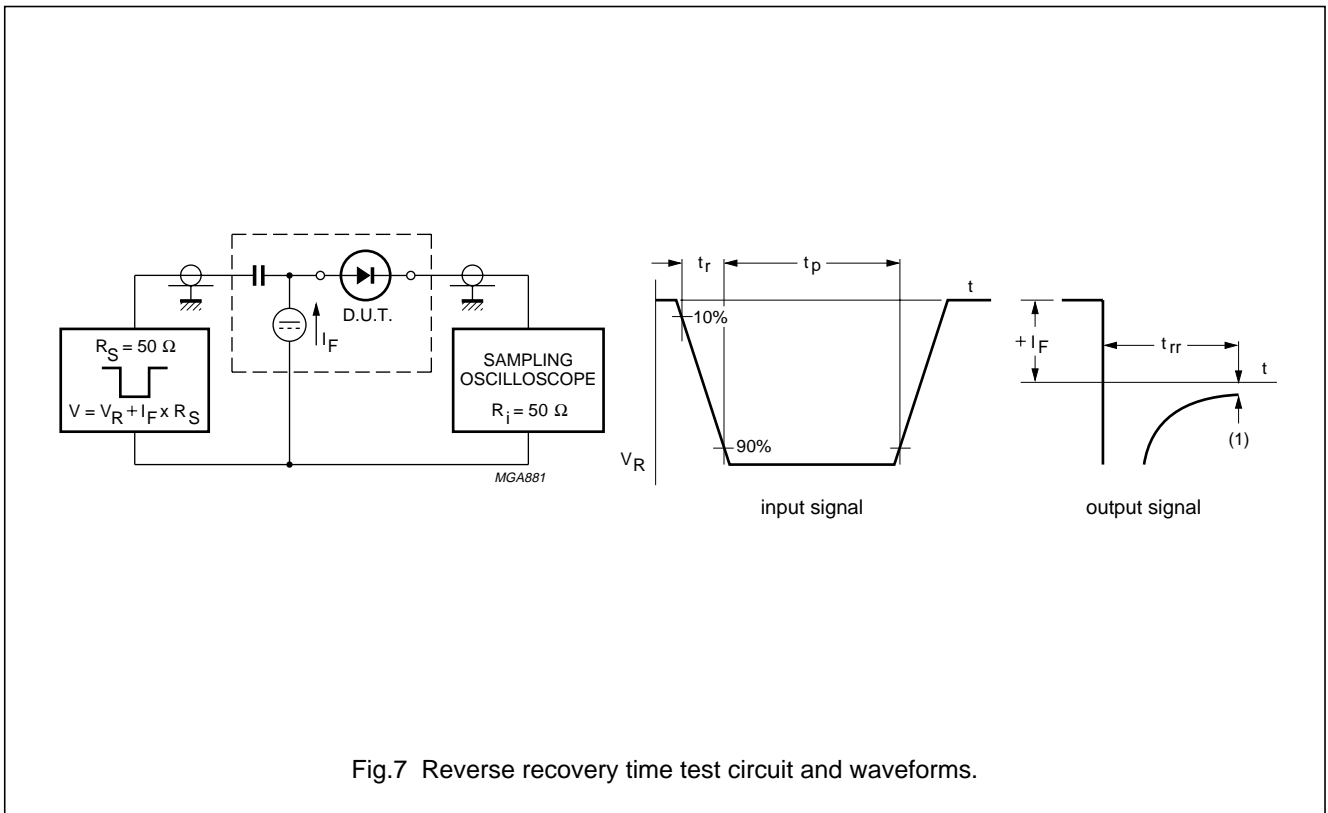 R_S = 50 Ω
V = V_R + I_F x R_S
I_F
D.U.T.
SAMPLING
OSCILLOSCOPE
R_i = 50 Ω
MGA881
t_r
t_p
t
10%
90%
V_R
input signal
+ I_F
t_rr
t
(1)
output signal
Fig.7 Reverse recovery time test circuit and waveforms.